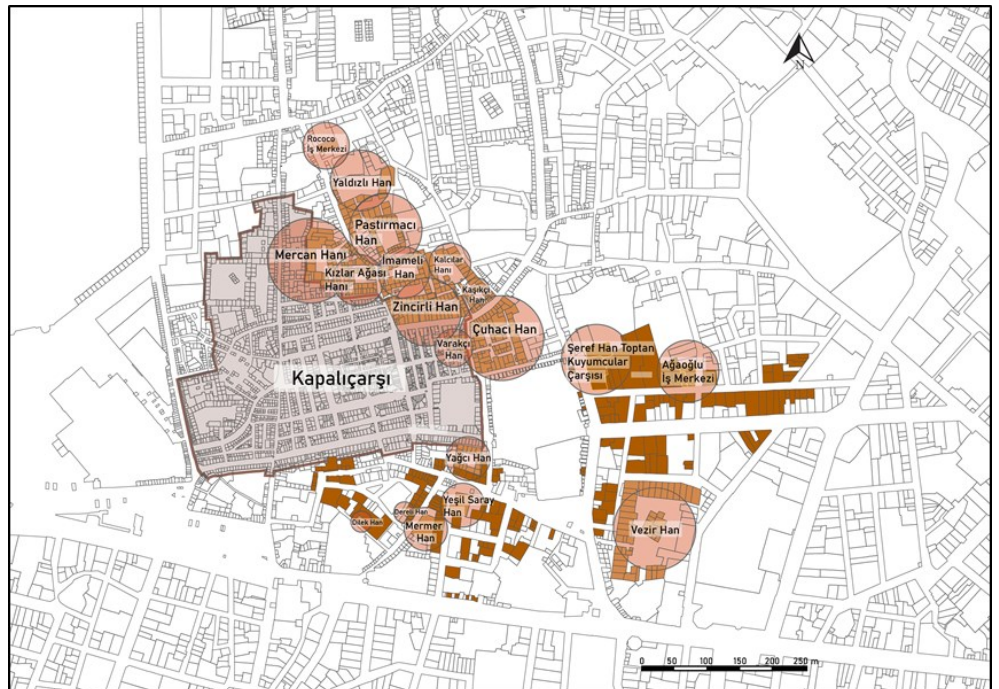 N
Rococo
İş Merkezi
Yaldızlı Han
Pastırmacı
Han
Mercan Hanı
İmameli
Han
Kalcılar
Hanı
Kızlar Ağası
Hanı
Kaşıkçı
Han
Zincirli Han
Çuhacı Han
Varakçı
Han
Şeref Han Toptan
Kuyumcular
Çarşısı
Ağaoğlu
İş Merkezi
Kapalıçarşı
Yağcı Han
Yeşil Saray
Han
Dereli Han
Dilek Han
Mermer
Han
Vezir Han
0 50 100 150 200 250 m